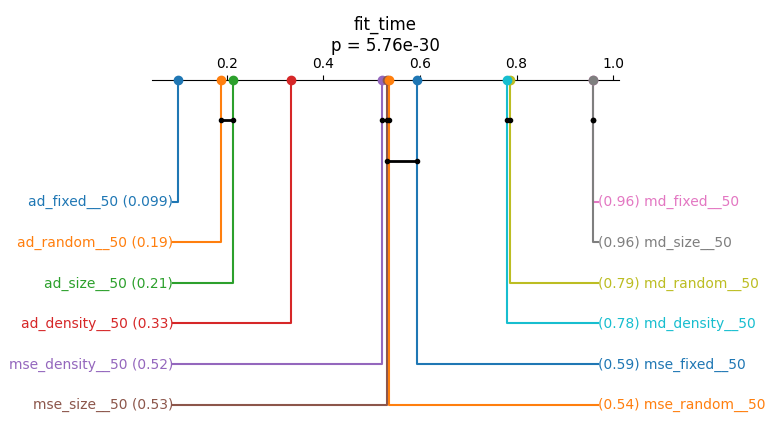 fit_time
p = 5.76e-30
0.2 0.4 0.6 0.8 1.0
ad_fixed__50 (0.099) (0.96) md_fixed__50
ad_random__50 (0.19) (0.96) md_size__50
ad_size__50 (0.21) (0.79) md_random__50
ad_density__50 (0.33) (0.78) md_density__50
mse_density__50 (0.52) (0.59) mse_fixed__50
mse_size__50 (0.53) (0.54) mse_random__50